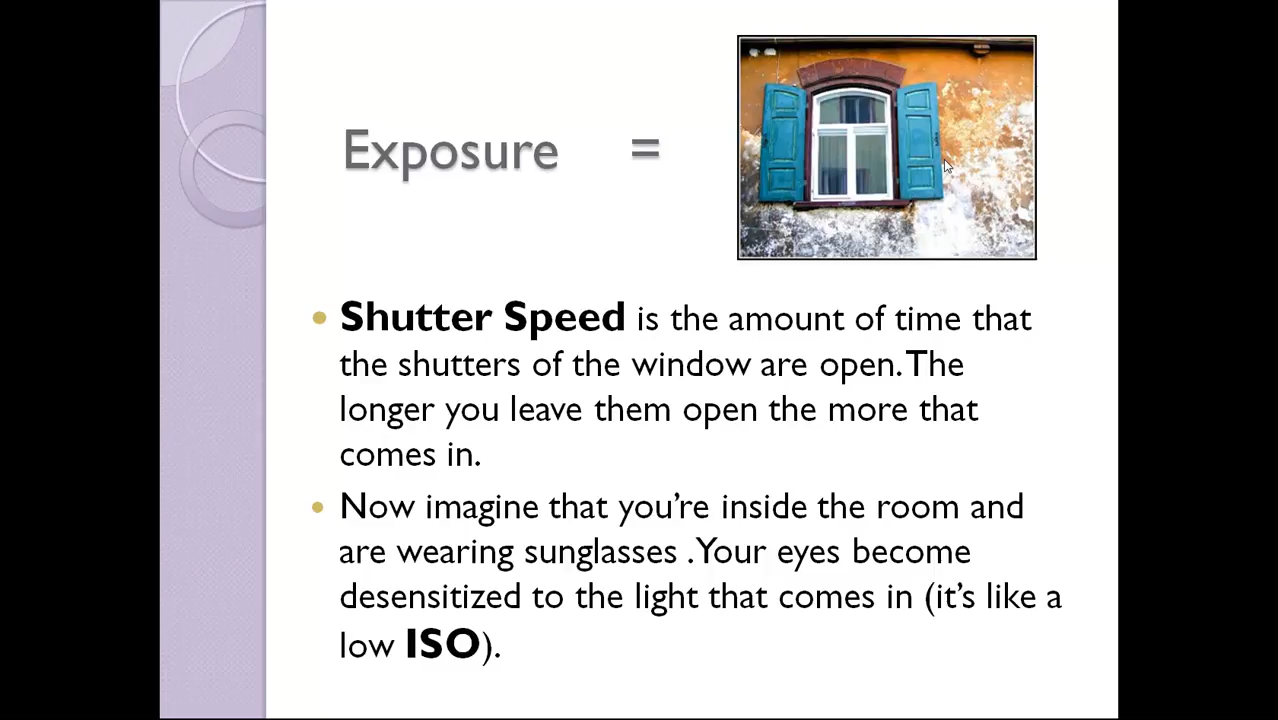 Exposure =
• Shutter Speed is the amount of time that
the shutters of the window are open. The
longer you leave them open the more that
comes in.
• Now imagine that you’re inside the room and
are wearing sunglasses . Your eyes become
desensitized to the light that comes in (it’s like a
low ISO).